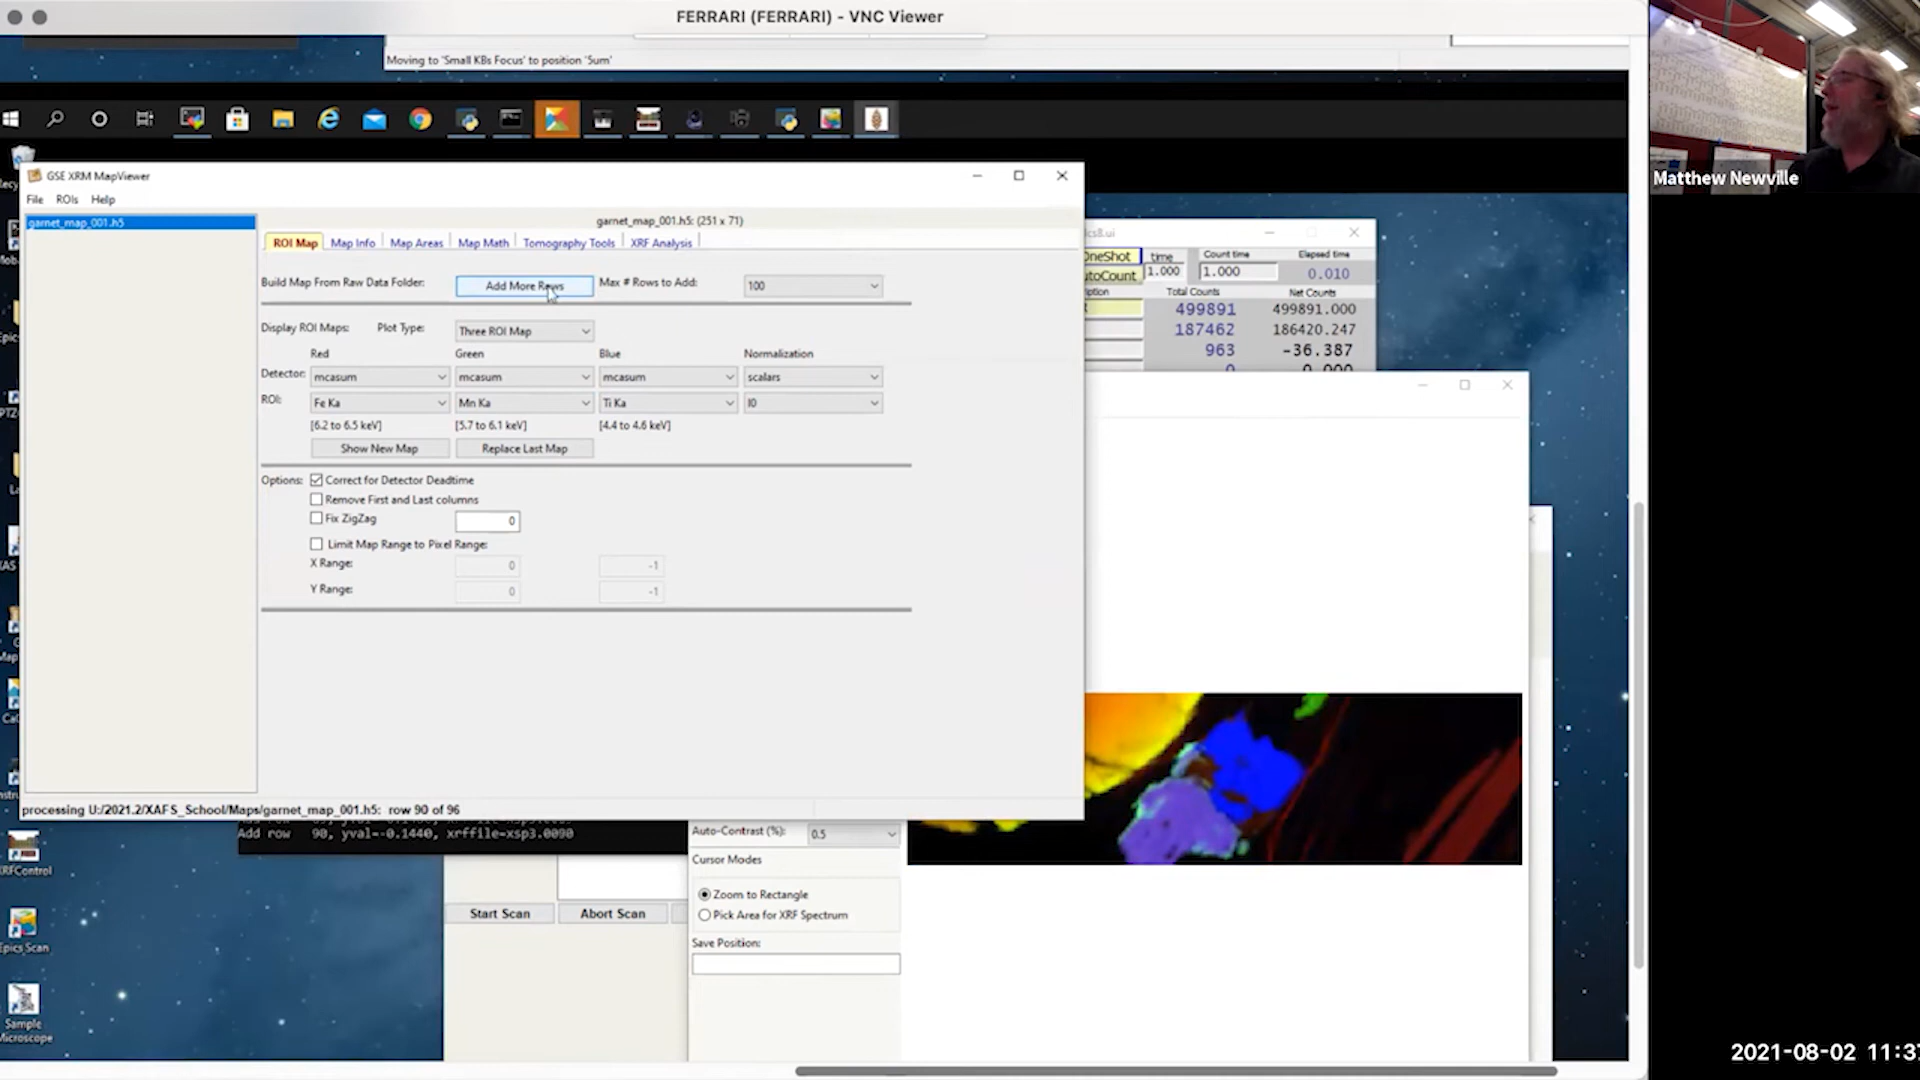 FERRARI (FERRARI) - VNC Viewer
Moving to 'Small KBs Focus' to position '5um'
Matthew Newville
GSE XRM MapViewer
File ROIs Help
garnet_map_001.h5
garnet_map_001.h5: (251 x 71)
ROI Map Map Info Map Areas Map Math Tomography Tools XRF Analysis
Build Map From Raw Data Folder: Add More Rows Max # Rows to Add: 100
Display ROI Maps: Plot Type: Three ROI Map
Red Green Blue Normalization
Detector: mcasum mcasum mcasum scalars
ROI: Fe Ka Mn Ka Ti Ka I0
[6.2 to 6.5 keV] [5.7 to 6.1 keV] [4.4 to 4.6 keV]
Show New Map Replace Last Map
Options: Correct for Detector Deadtime
Remove First and Last columns
Fix ZigZag 0
Limit Map Range to Pixel Range:
X Range: 0 -1
Y Range: 0 -1
processing U:/2021.2/XAFS_School/Maps/garnet_map_001.h5: row 90 of 96
OneShot time Count time Elapsed time
AutoCount 1.000 1.000 0.010
Total Counts Net Counts
499891 499891.000
187462 186420.247
963 -36.387
Add row 90, yval=-0.1440, xrffile=xsp3.0090
Auto-Contrast (%): 0.5
Cursor Modes
Zoom to Rectangle
Pick Area for XRF Spectrum
Save Position:
Start Scan Abort Scan
XRFControl
Epics Scan
Sample
Microscope
2021-08-02 11:37